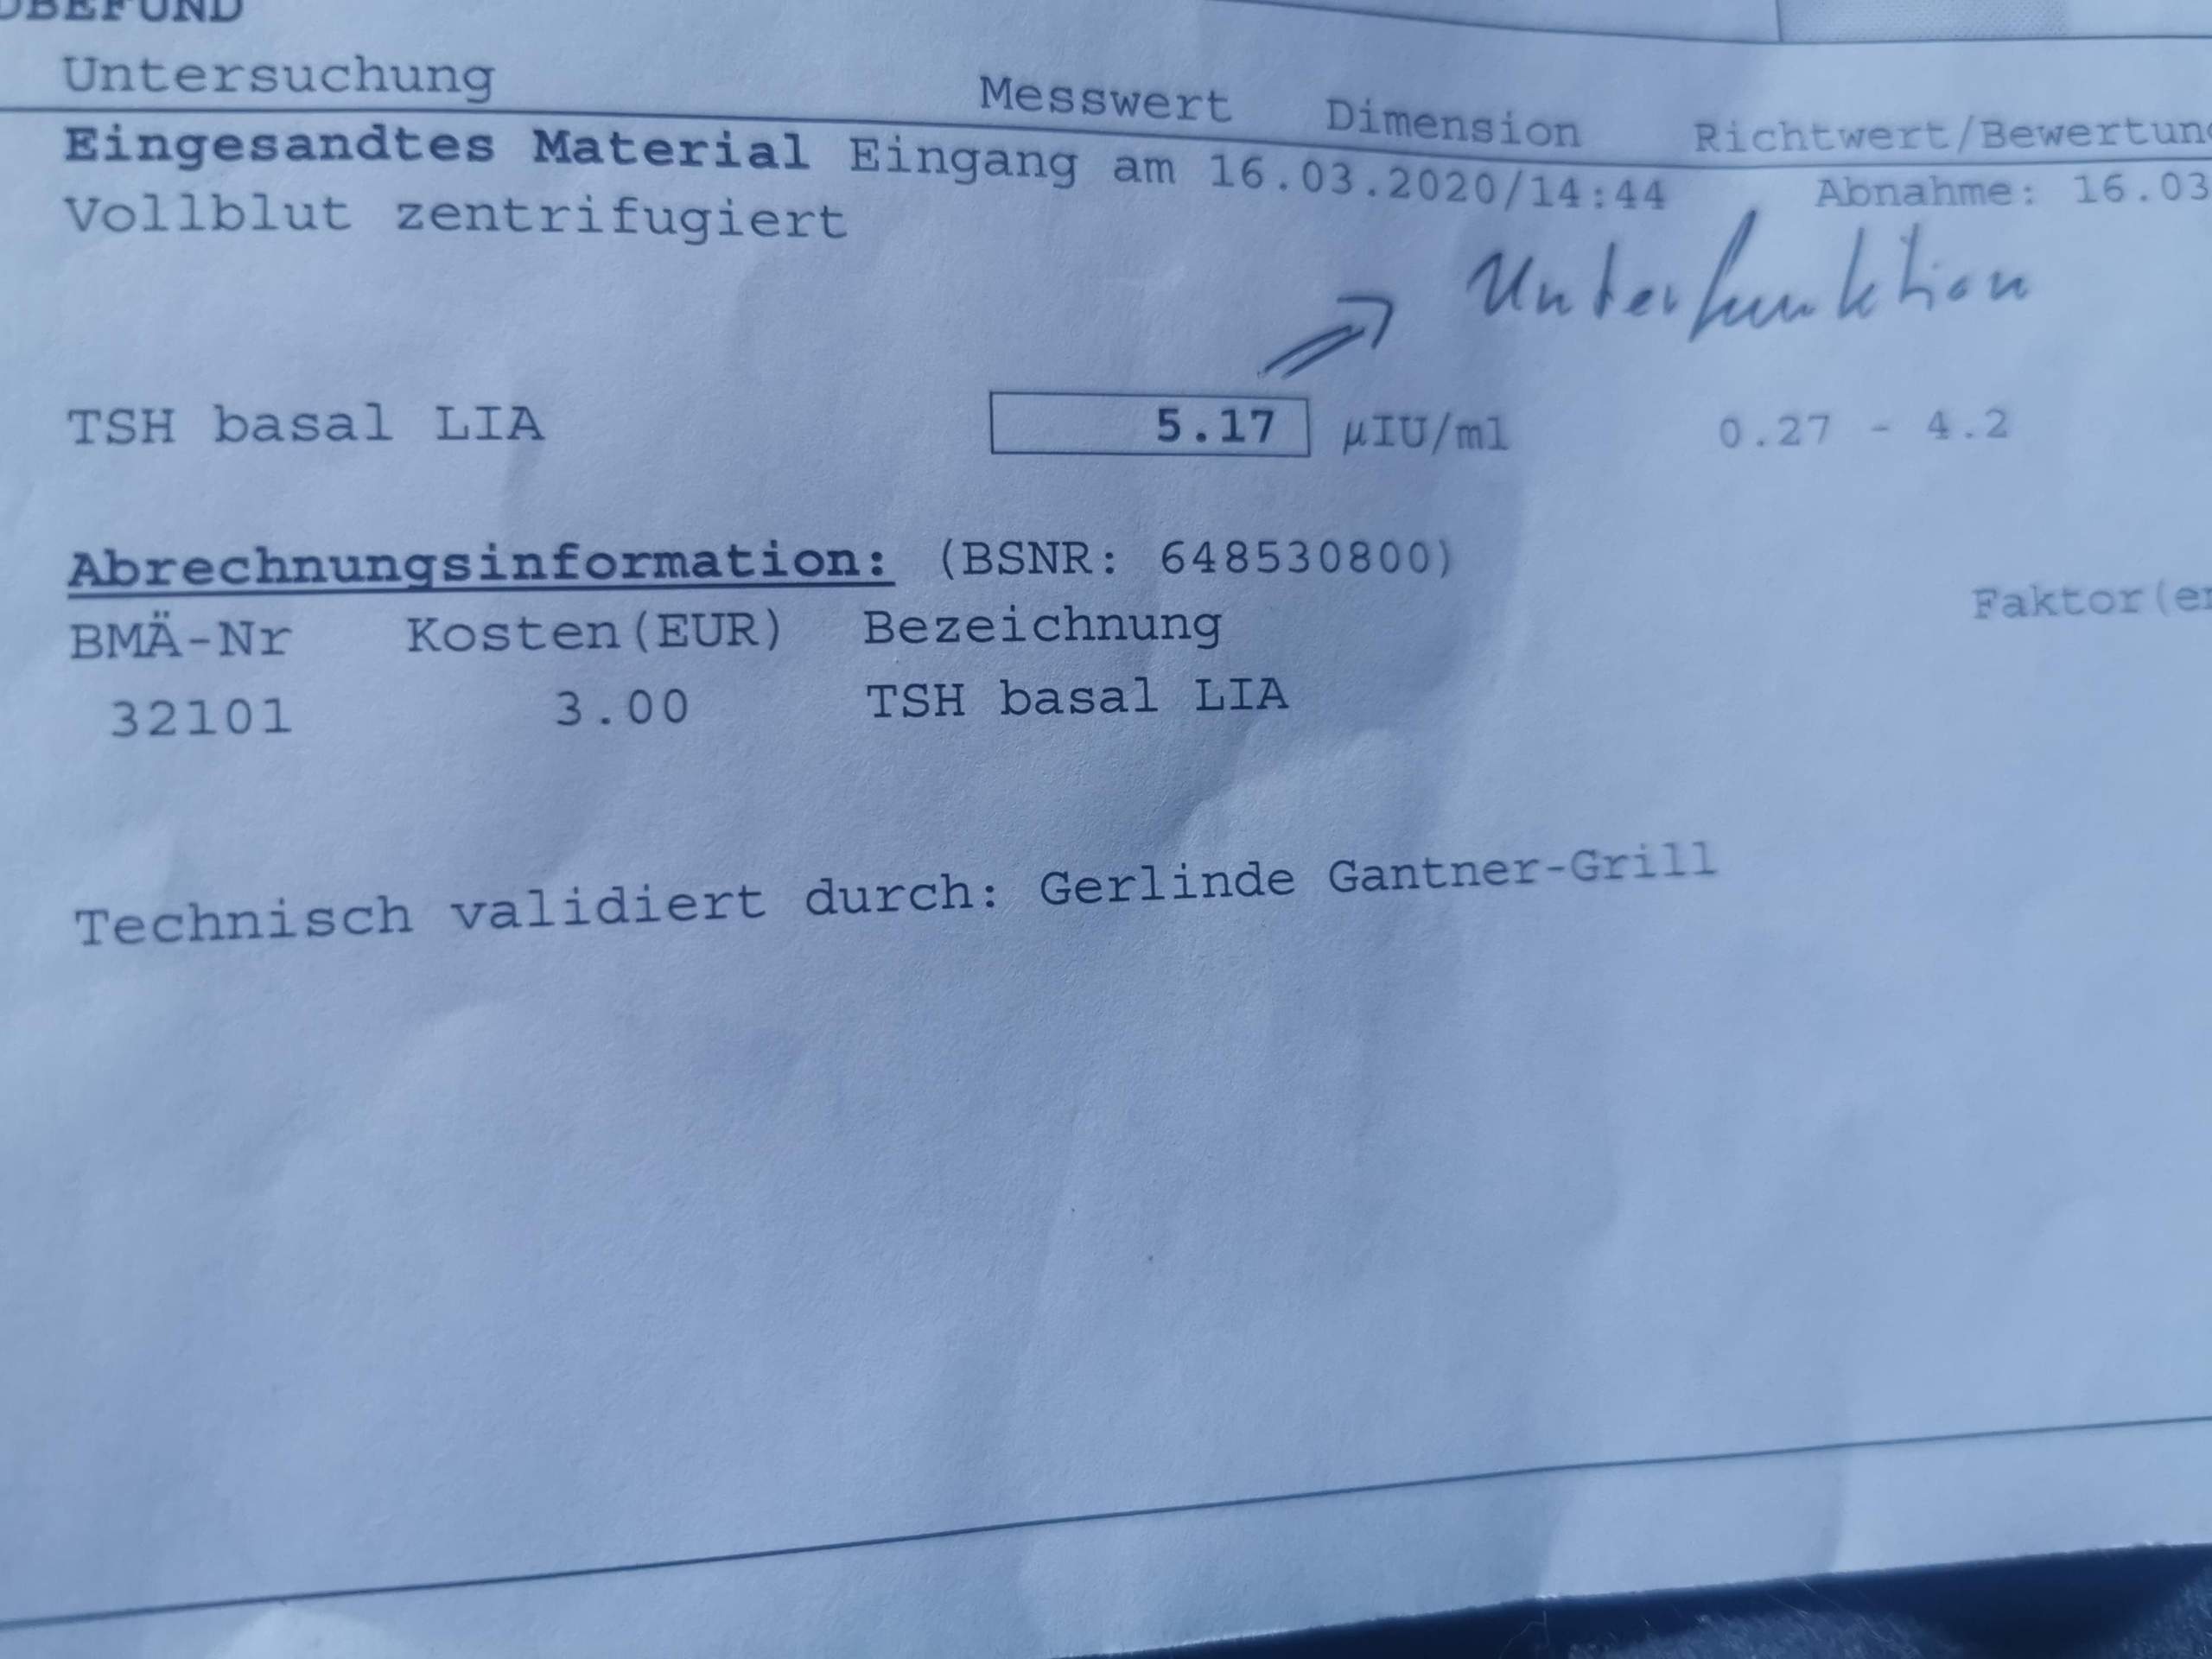 BEFUND
Untersuchung Messwert Dimension Richtwert/Bewertun
Eingesandtes Material Eingang am 16.03.2020/14:44 Abnahme: 16.03
Vollblut zentrifugiert
Unterfunktion
TSH basal LIA 5.17 µIU/ml 0.27 - 4.2
Abrechnungsinformation: (BSNR: 648530800)
BMÄ-Nr Kosten(EUR) Bezeichnung Faktor(er
32101 3.00 TSH basal LIA
Technisch validiert durch: Gerlinde Gantner-Grill